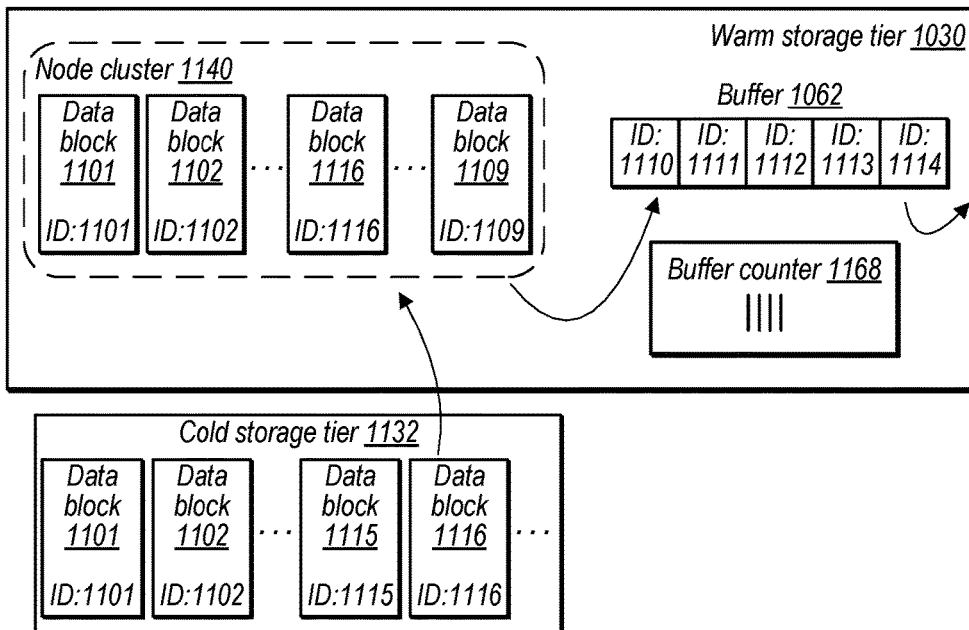 Warm storage tier 1030
Node cluster 1140
Data block 1101 ID:1101
Data block 1102 ID:1102
...
Data block 1116 ID:1116
...
Data block 1109 ID:1109
Buffer 1062
ID: 1110
ID: 1111
ID: 1112
ID: 1113
ID: 1114
Buffer counter 1168
||||
Cold storage tier 1132
Data block 1101 ID:1101
Data block 1102 ID:1102
...
Data block 1115 ID:1115
Data block 1116 ID:1116
...